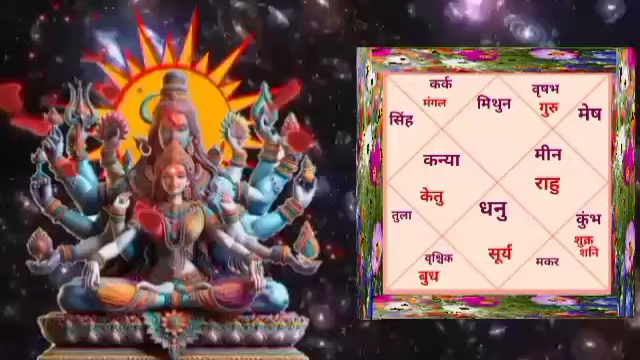 कर्क
मंगल
मिथुन
वृषभ
गुरु
मेष
सिंह
कन्या
मीन
राहु
केतु
तुला
धनु
कुंभ
शुक्र
शनि
वृश्चिक
बुध
सूर्य
मकर